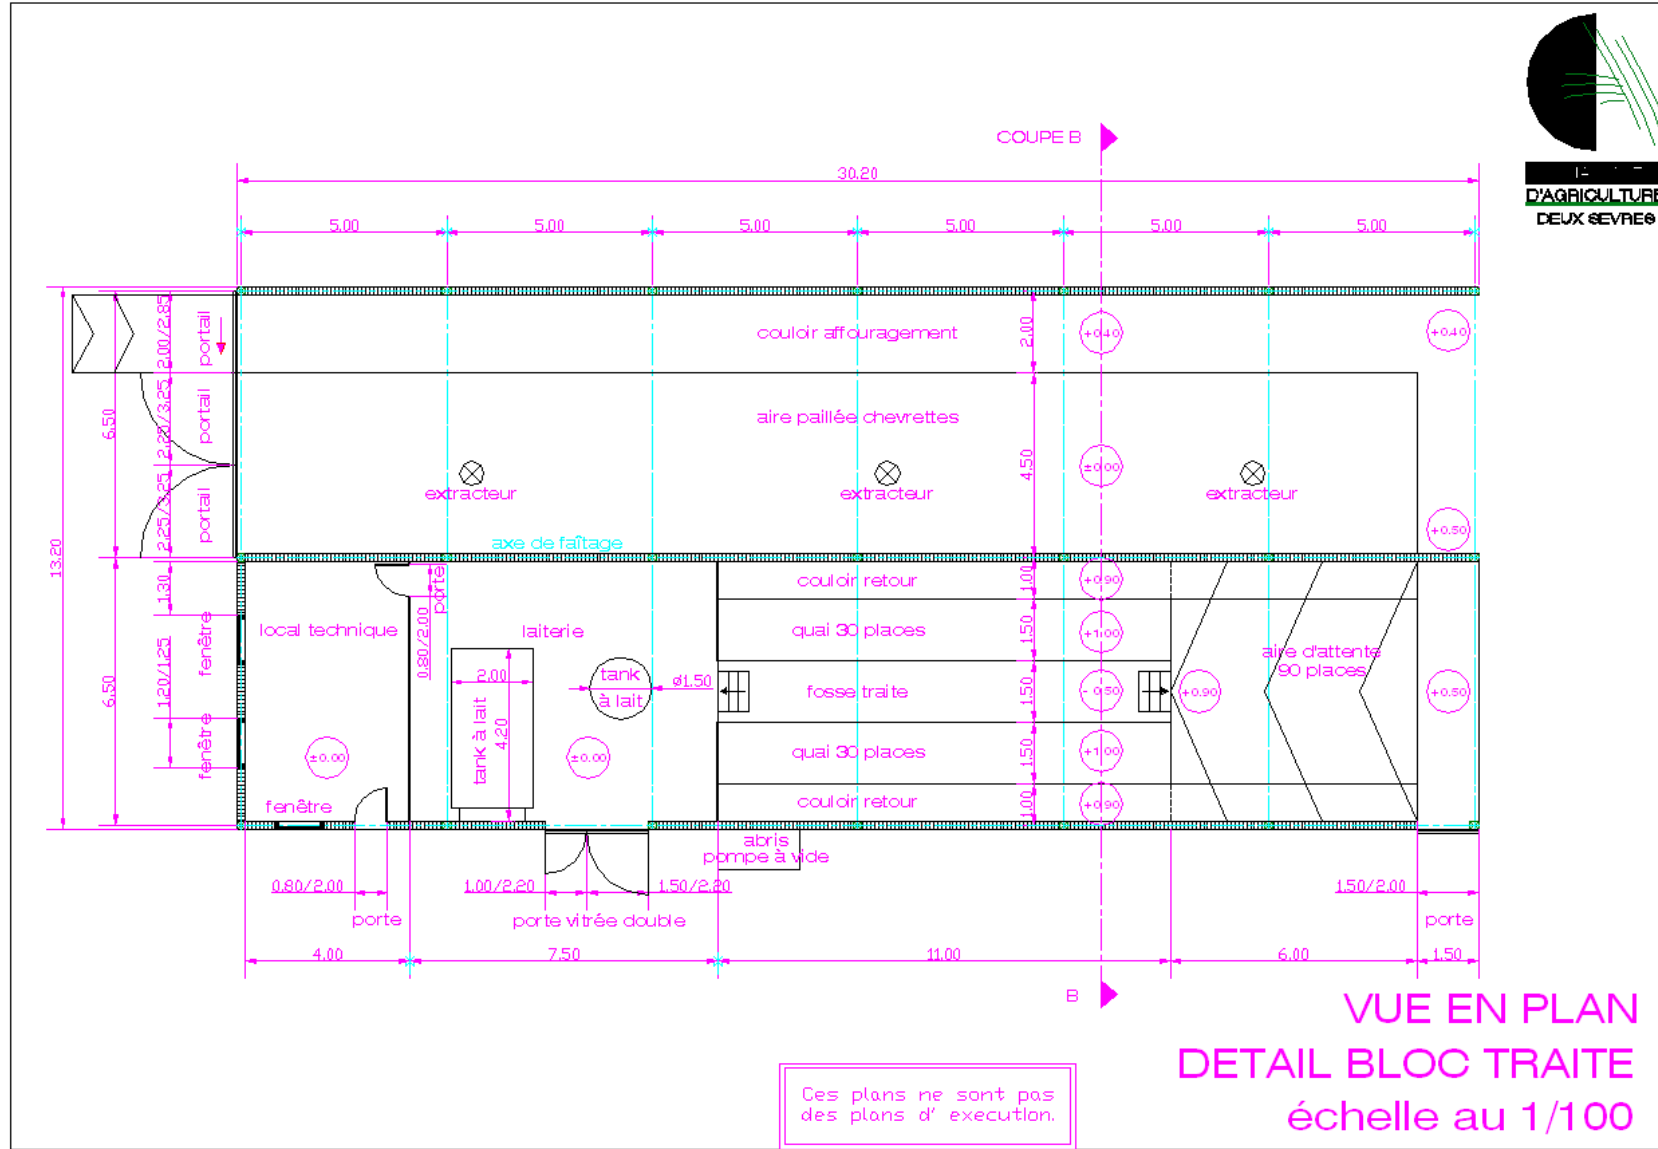 COUPE B
D'AGRICULTURE
DEUX SEVRES
30.20
5.00
5.00
5.00
5.00
5.00
5.00
2.00/2.85
portail
couloir affouragement
2.00
+0.40
+0.40
6.50
2.20/3.25
portail
aire paillée chevrettes
4.50
±0.00
2.25/3.25
portail
extracteur
extracteur
extracteur
+0.50
axe de faîtage
13.20
1.30
porte
0.80/2.00
couloir retour
1.00
+0.90
fenêtre
local technique
laiterie
quai 30 places
1.50
+1.00
aire d'attente
90 places
1.20/1.25
6.50
2.00
tank
à lait
ø1.50
fosse traite
1.50
- 0.50
+0.90
+0.50
fenêtre
±0.00
tank à lait
4.20
±0.00
quai 30 places
1.50
+1.00
fenêtre
couloir retour
1.00
+0.90
abris
pompe à vide
0.80/2.00
1.00/2.20
1.50/2.20
1.50/2.00
porte
porte vitrée double
porte
4.00
7.50
11.00
6.00
1.50
B
VUE EN PLAN
DETAIL BLOC TRAITE
échelle au 1/100
Ces plans ne sont pas
des plans d' execution.